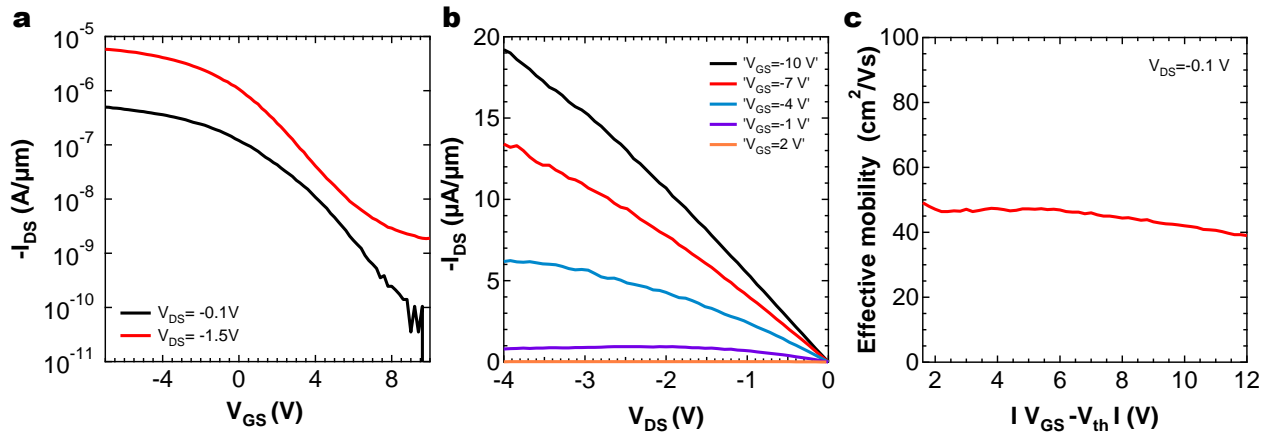 a
10^-5
10^-6
10^-7
10^-8
10^-9
10^-10
10^-11
-I_DS (A/µm)
V_DS= -0.1V
V_DS= -1.5V
-4 0 4 8
V_GS (V)
b
20
15
10
5
0
-I_DS (µA/µm)
'V_GS=-10 V'
'V_GS=-7 V'
'V_GS=-4 V'
'V_GS=-1 V'
'V_GS=2 V'
-4 -3 -2 -1 0
V_DS (V)
c
100
80
60
40
20
0
Effective mobility (cm^2/Vs)
V_DS=-0.1 V
2 4 6 8 10 12
I V_GS -V_th I (V)